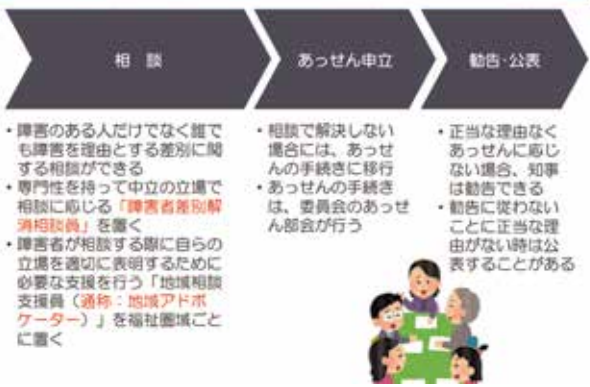 相 談
あっせん申立
勧告・公表
・障害のある人だけでなく誰で
も障害を理由とする差別に関
する相談ができる
・専門性を持って中立の立場で
相談に応じる「障害者差別解
消相談員」を置く
・障害者が相談する際に自らの
立場を適切に表明するために
必要な支援を行う「地域相談
支援員（通称：地域アドボ
ケーター）」を福祉圏域ごと
に置く
・相談で解決しない
場合には、あっせ
んの手続きに移行
・あっせんの手続き
は、委員会のあっせ
ん部会が行う
・正当な理由なく
あっせんに応じ
ない場合、知事
は勧告できる
・勧告に従わない
ことに正当な理
由がない時は公
表することがある